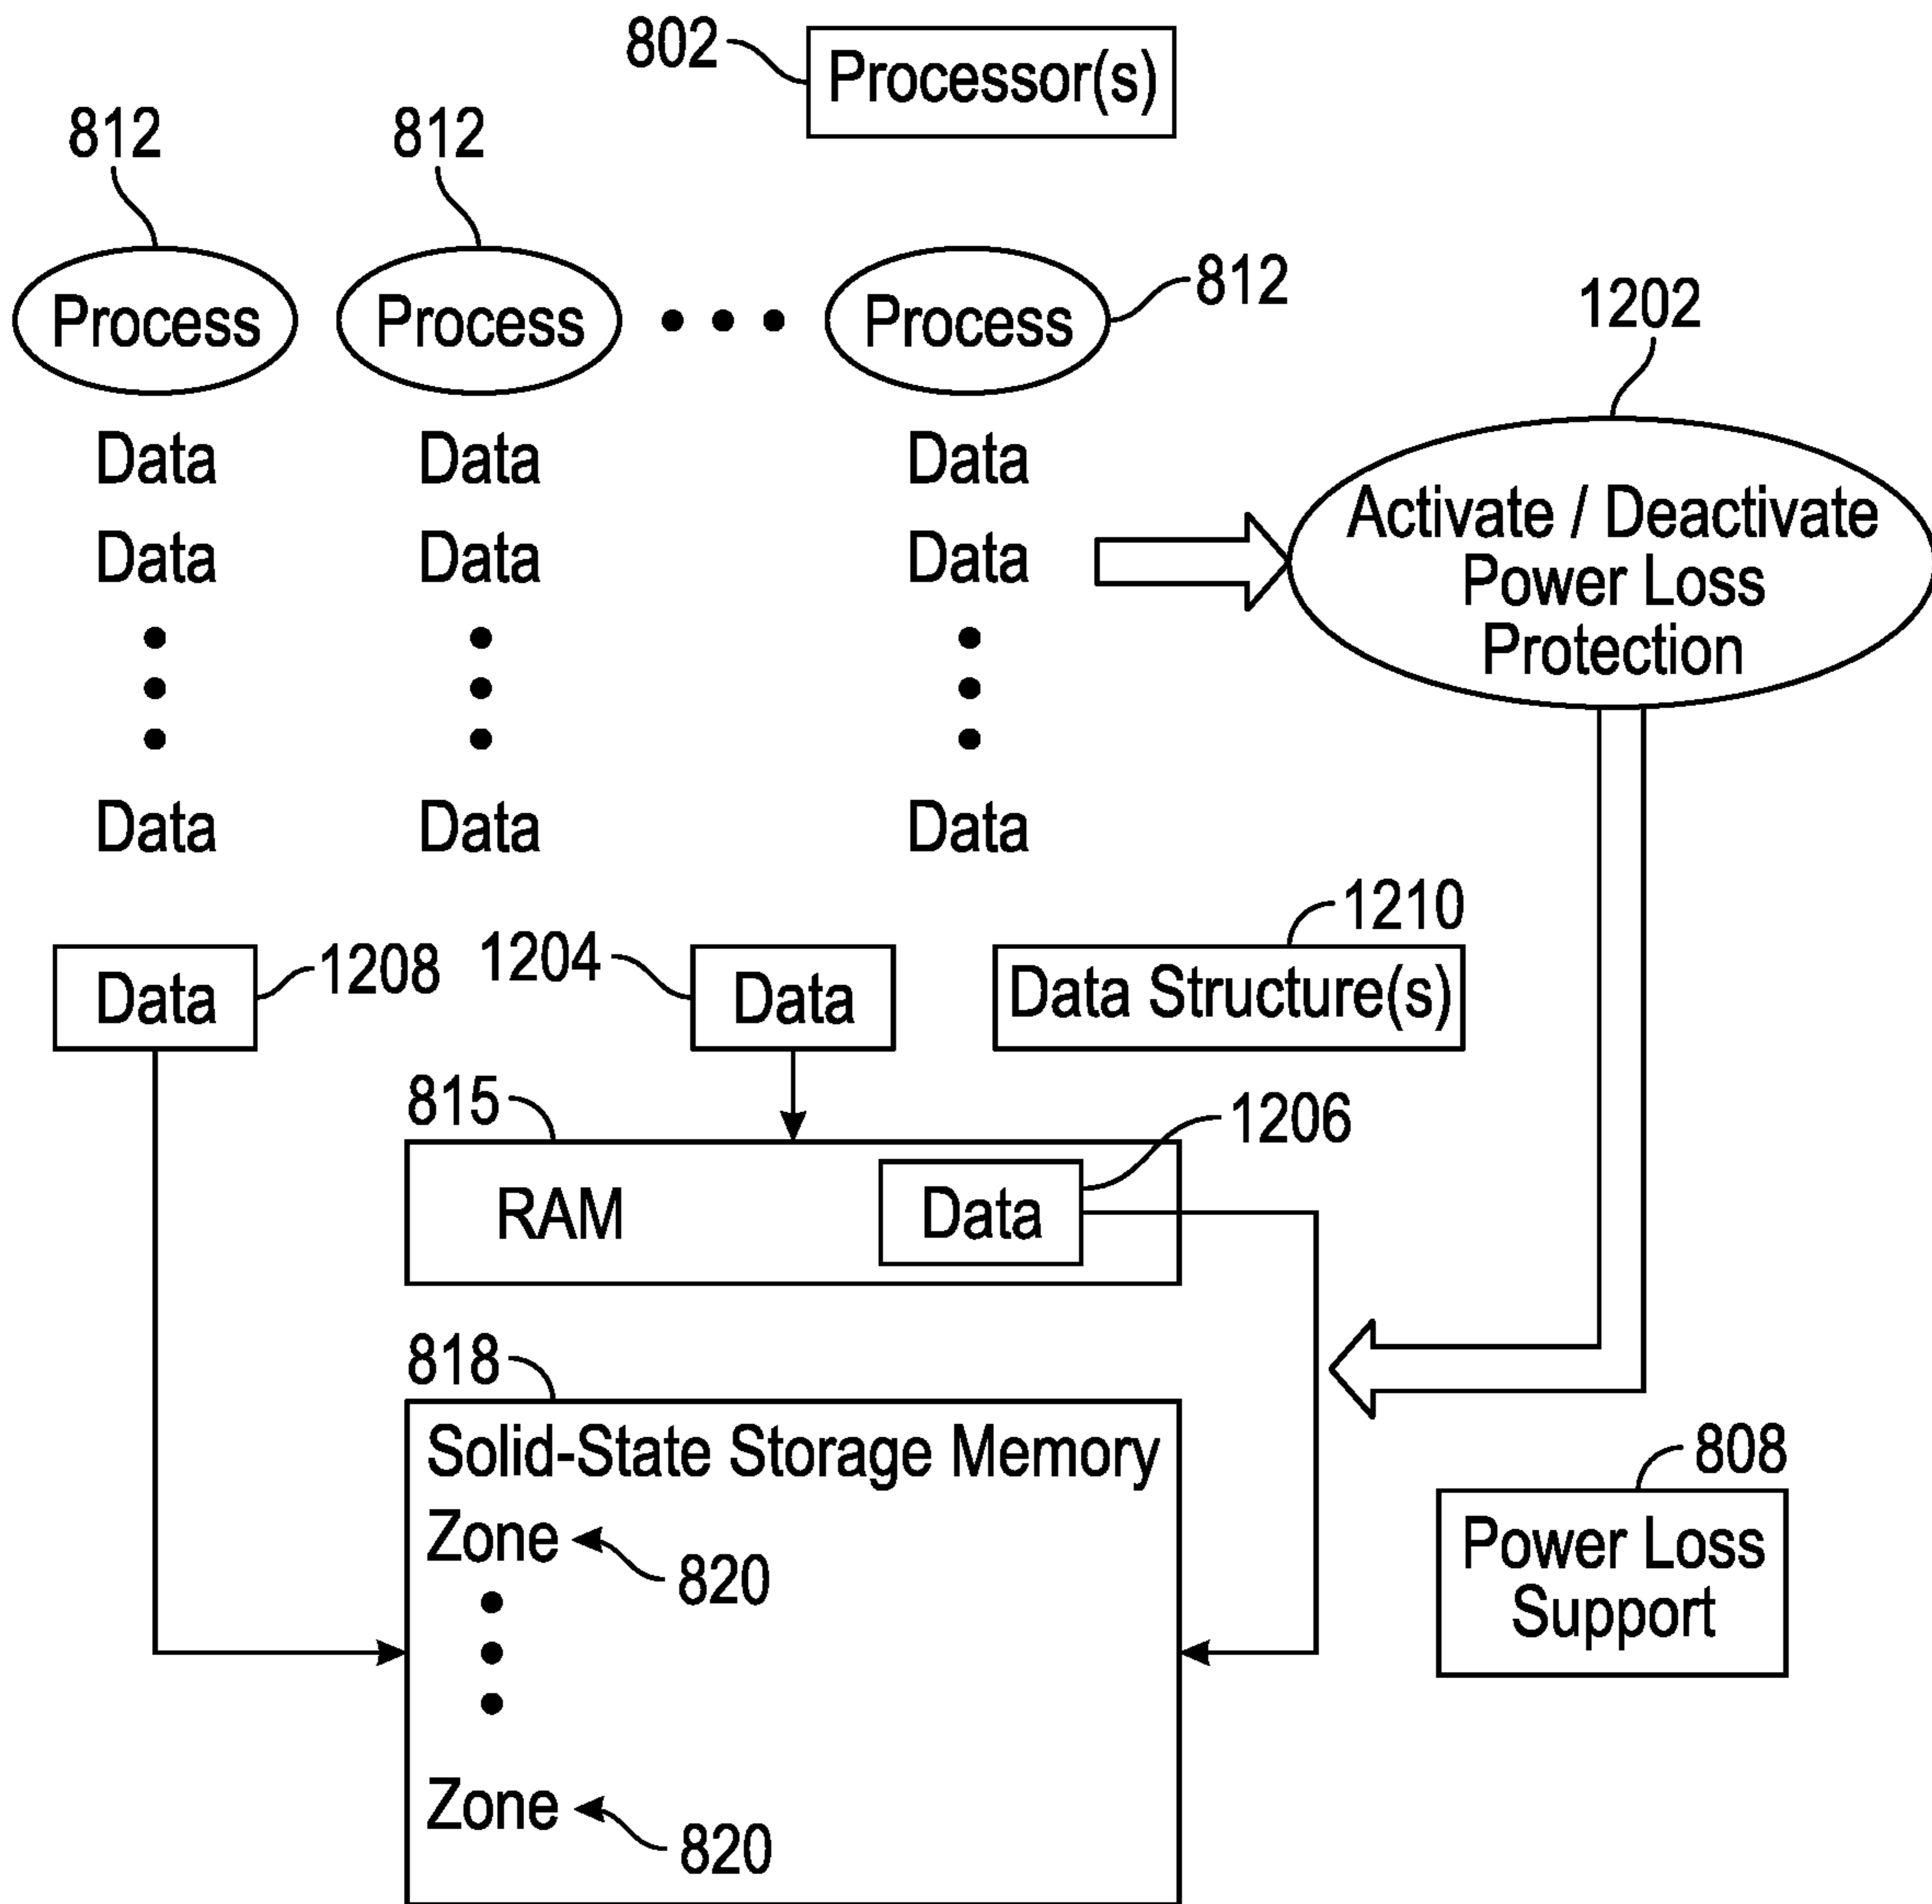 802 Processor(s)
812 812
Process Process Process 812
1202
Data Data Data
Activate / Deactivate
Data Data Data
Power Loss
Protection
Data Data Data
1210
1208 1204
Data Data Data Structure(s)
815 1206
RAM Data
818
Solid-State Storage Memory
808
Zone
Power Loss
820
Support
Zone
820